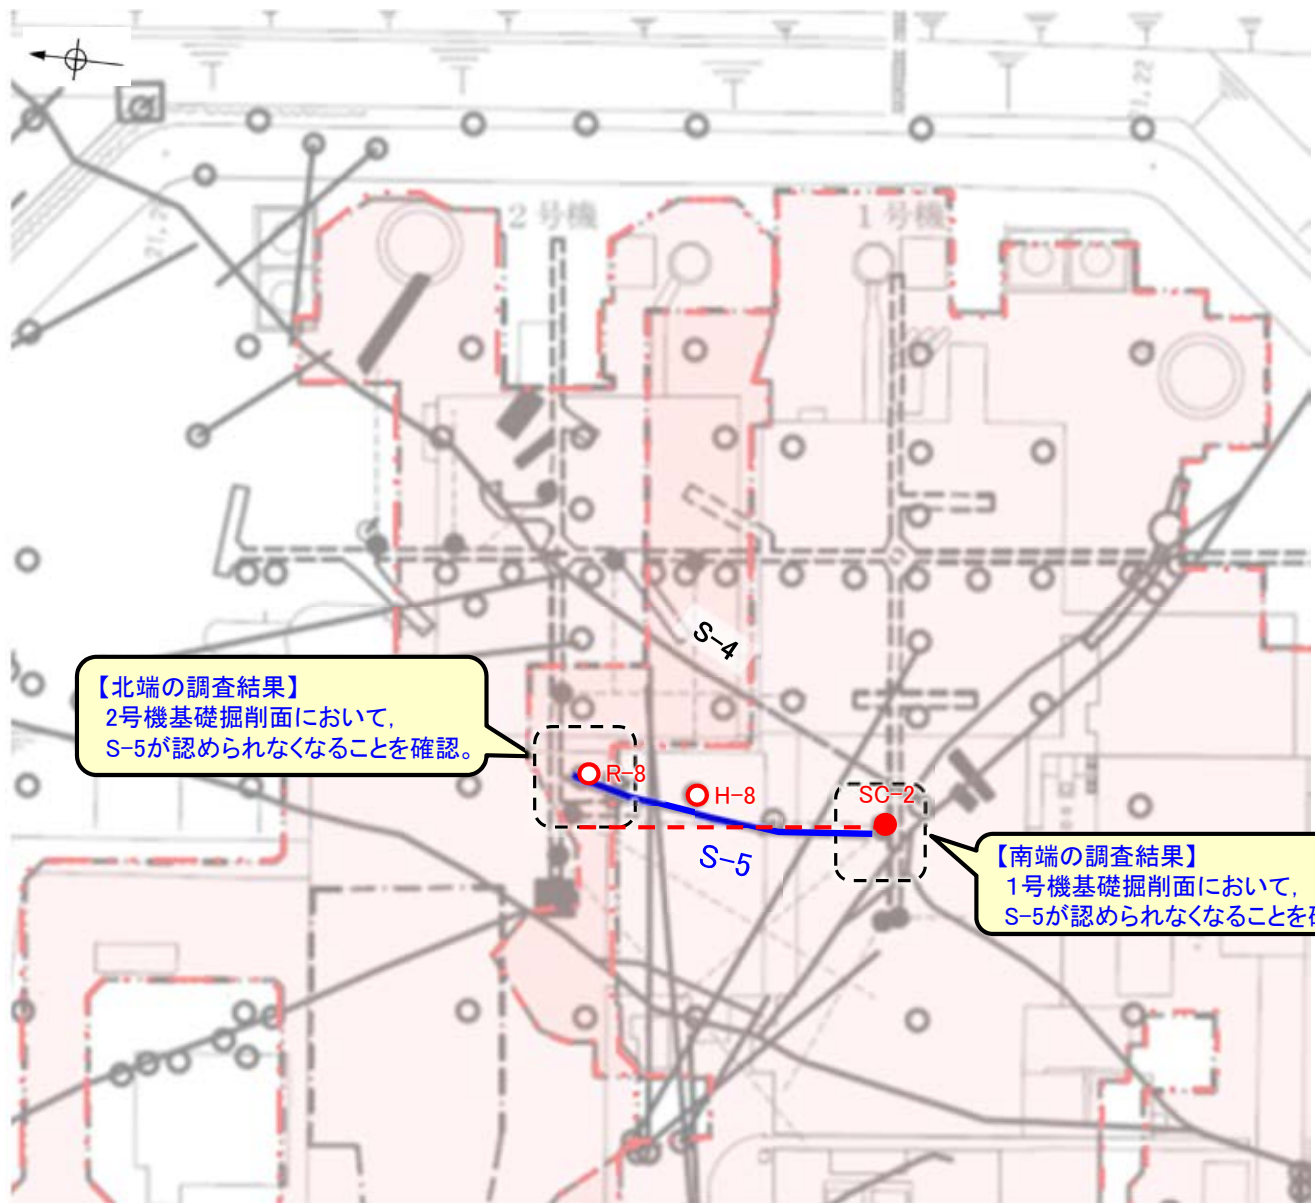 21,22
2号機
1号機
S-4
【北端の調査結果】
2号機基礎掘削面において,
S-5が認められなくなることを確認。
R-8
H-8
SC-2
S-5
【南端の調査結果】
1号機基礎掘削面において,
S-5が認められなくなることを